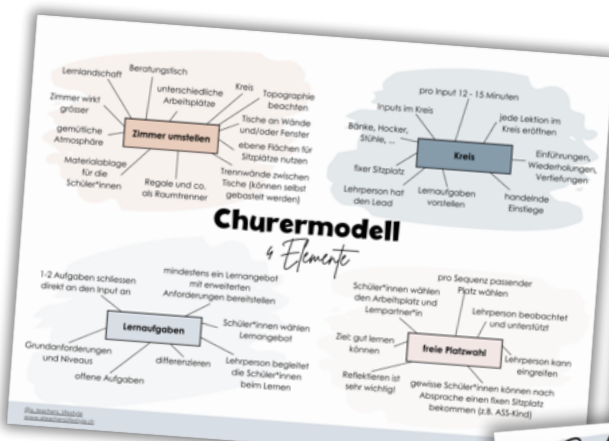 Lernlandschaft
Beratungstisch
unterschiedliche
Arbeitsplätze
Kreis
Topographie
beachten
Zimmer wirkt
grösser
Tische an Wände
und/oder Fenster
gemütliche
Atmosphäre
Zimmer umstellen
ebene Flächen für
Sitzplätze nutzen
Materialablage
für die
Schüler*innen
Regale und co.
als Raumtrenner
Trennwände zwischen
Tische (können selbst
gebastelt werden)
pro Input 12 - 15 Minuten
Inputs im Kreis
jede Lektion im
Kreis eröffnen
Bänke, Hocker,
Stühle, ...
Kreis
Einführungen,
Wiederholungen,
Vertiefungen
fixer Sitzplatz
Lehrperson hat
den Lead
Lernaufgaben
vorstellen
handelnde
Einstiege
Churermodell
4 Elemente
1-2 Aufgaben schliessen
direkt an den Input an
mindestens ein Lernangebot
mit erweiterten
Anforderungen bereitstellen
Lernaufgaben
Schüler*innen wählen
Lernangebot
Grundanforderungen
und Niveaus
differenzieren
Lehrperson begleitet
die Schüler*innen
beim Lernen
offene Aufgaben
pro Sequenz passender
Platz wählen
Schüler*innen wählen
den Arbeitsplatz und
Lernpartner*in
Lehrperson beobachtet
und unterstützt
Ziel: gut lernen
können
freie Platzwahl
Lehrperson kann
eingreifen
Reflektieren ist
sehr wichtig!
gewisse Schüler*innen können nach
Absprache einen fixen Sitzplatz
bekommen (z.B. ASS-Kind)
@a_teachers_lifestyle
www.ateacherslifestyle.ch